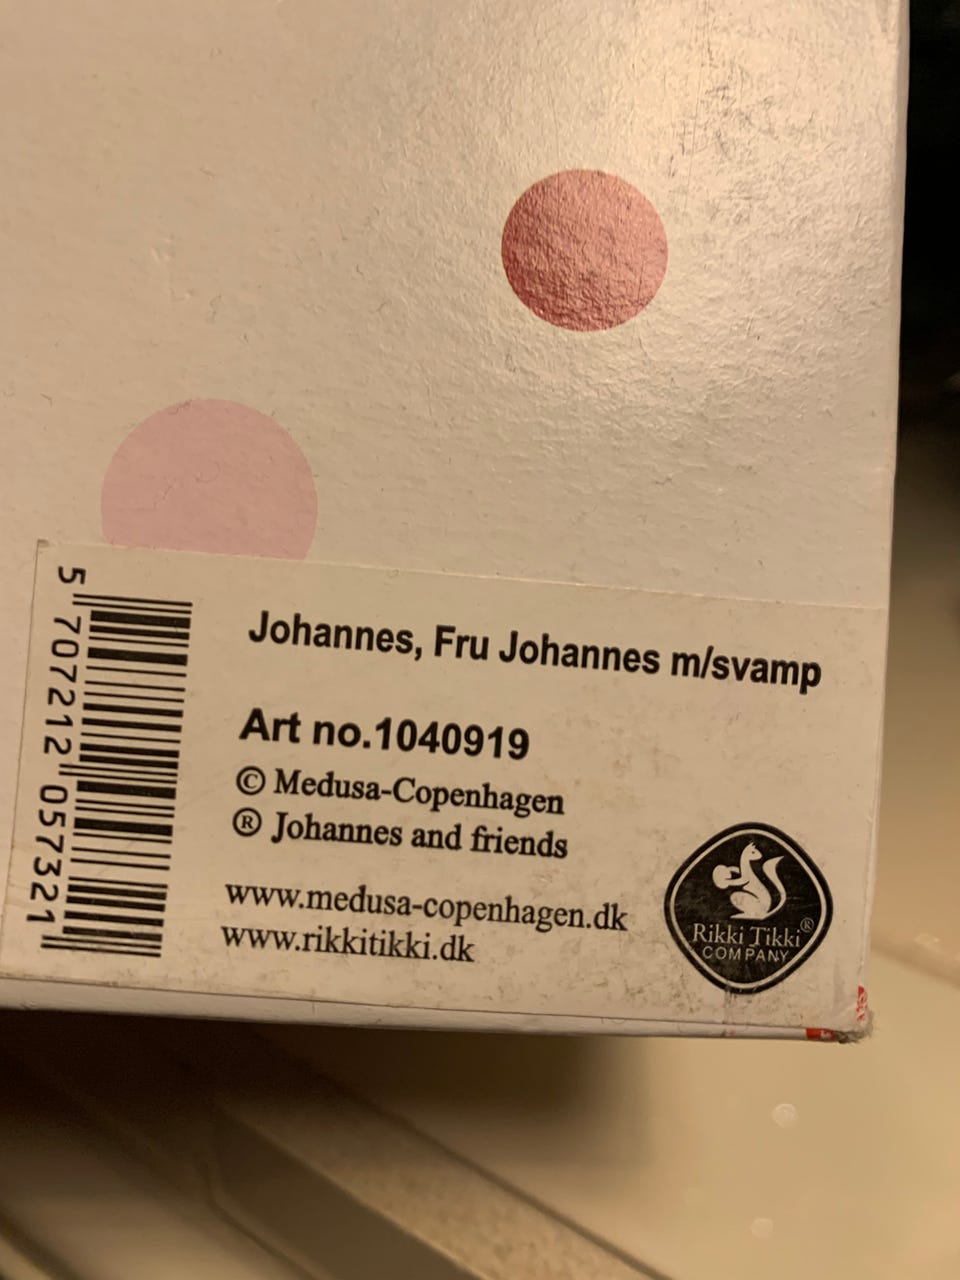 Johannes, Fru Johannes m/svamp
Art no.1040919
© Medusa-Copenhagen
® Johannes and friends
www.medusa-copenhagen.dk
www.rikkitikki.dk
Rikki Tikki®
COMPANY
5 707212 057321